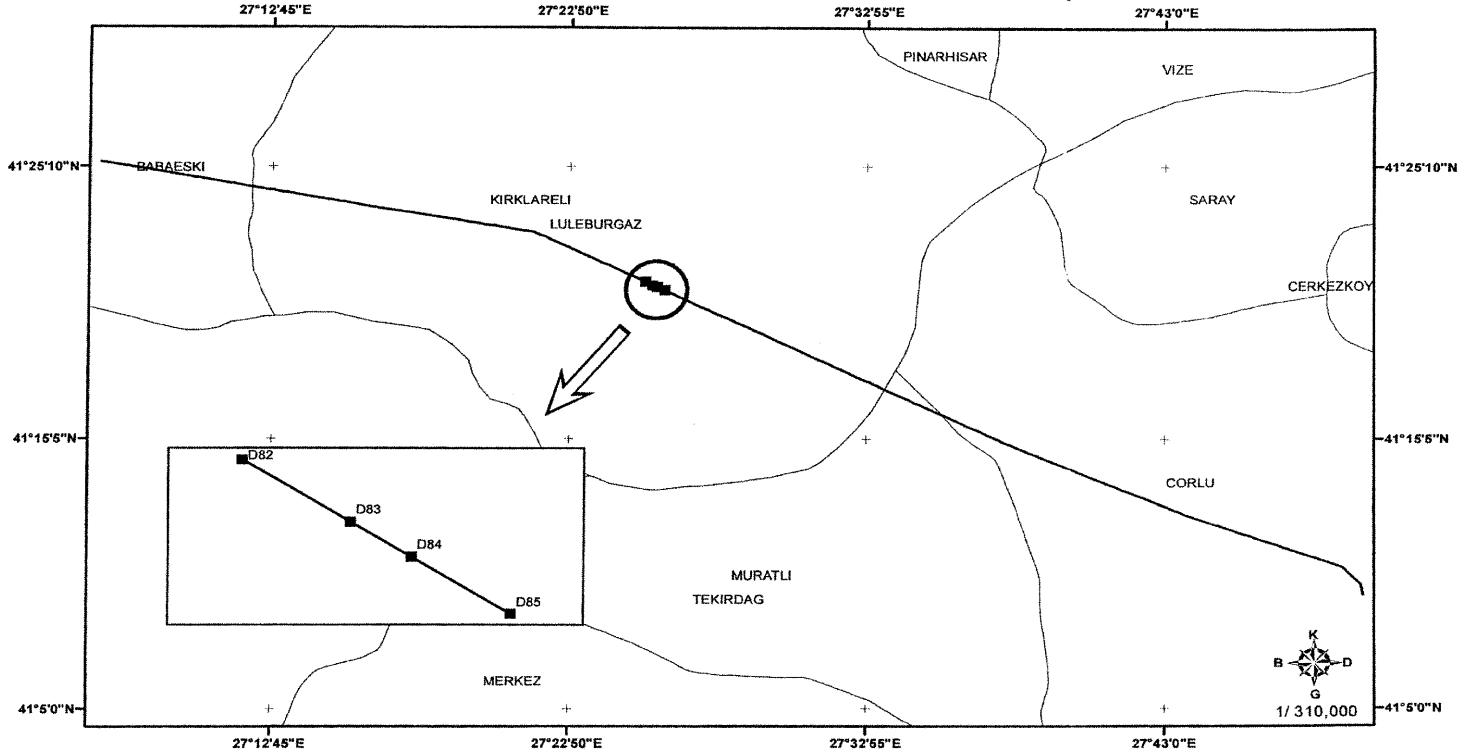 27°12'45"E 27°22'50"E 27°32'55"E 27°43'0"E
PINARHISAR
VIZE
41°25'10"N BABAESKI 41°25'10"N
KIRKLARELI
SARAY
LULEBURGAZ
CERKEZKOY
41°15'5"N 41°15'5"N
D82
CORLU
D83
D84
MURATLI
TEKIRDAG
D85
K
B D
MERKEZ
G
41°5'0"N 1/ 310,000 41°5'0"N
27°12'45"E 27°22'50"E 27°32'55"E 27°43'0"E